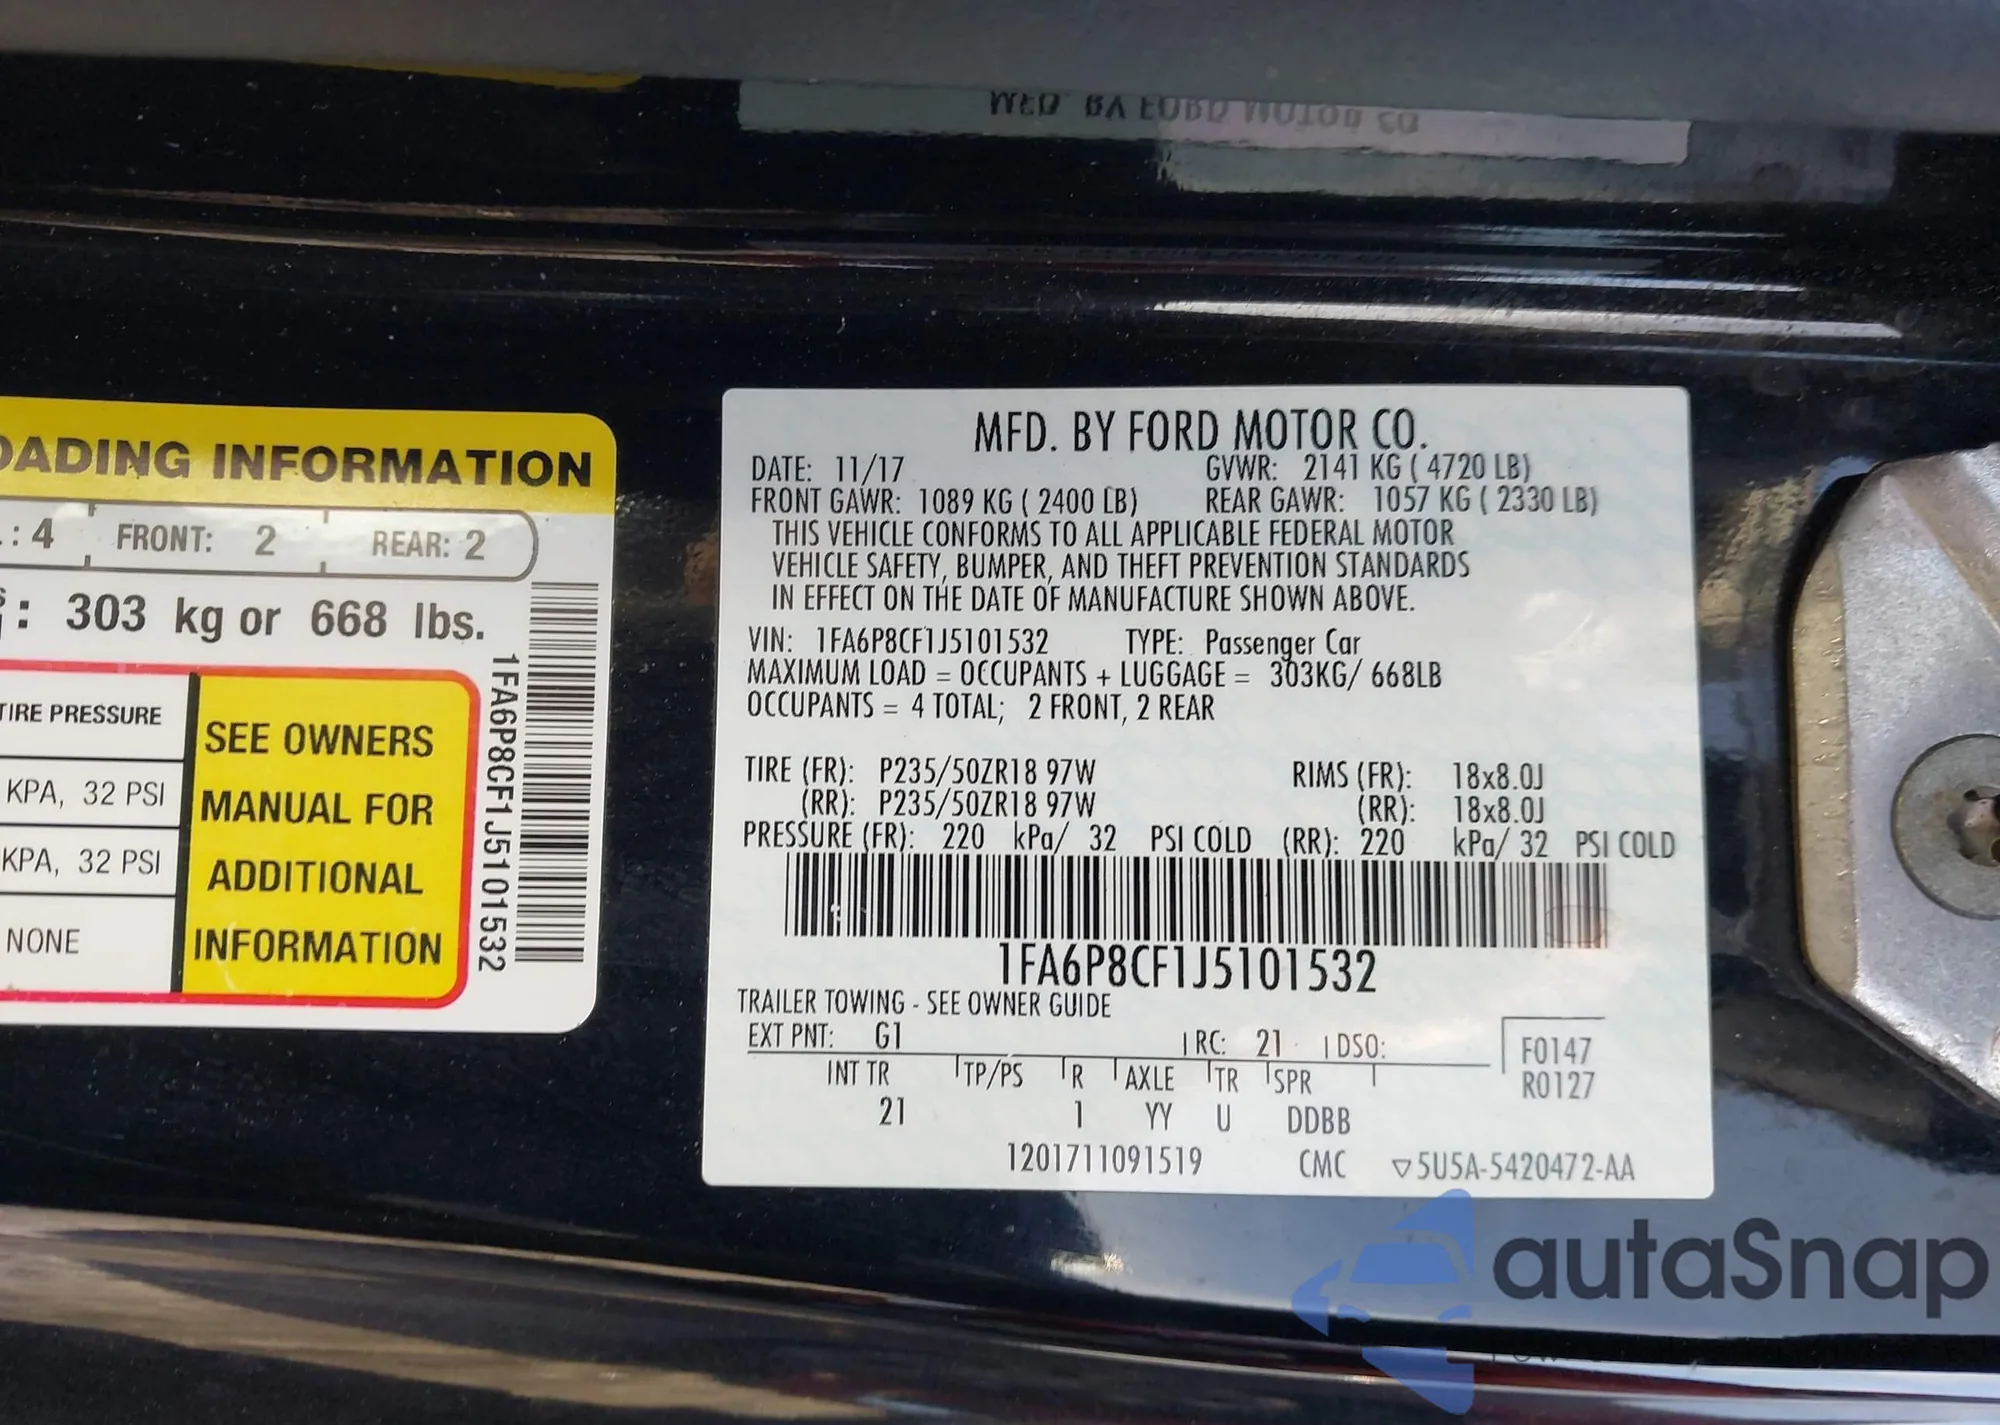 MFD. BY FORD MOTOR CO.
OADING INFORMATION
: 4 FRONT: 2 REAR: 2
: 303 kg or 668 lbs.
TIRE PRESSURE
KPA, 32 PSI
KPA, 32 PSI
NONE
SEE OWNERS
MANUAL FOR
ADDITIONAL
INFORMATION
1FA6P8CF1J5101532
MFD. BY FORD MOTOR CO.
DATE: 11/17 GVWR: 2141 KG ( 4720 LB)
FRONT GAWR: 1089 KG ( 2400 LB) REAR GAWR: 1057 KG ( 2330 LB)
THIS VEHICLE CONFORMS TO ALL APPLICABLE FEDERAL MOTOR
VEHICLE SAFETY, BUMPER, AND THEFT PREVENTION STANDARDS
IN EFFECT ON THE DATE OF MANUFACTURE SHOWN ABOVE.
VIN: 1FA6P8CF1J5101532 TYPE: Passenger Car
MAXIMUM LOAD = OCCUPANTS + LUGGAGE = 303KG/ 668LB
OCCUPANTS = 4 TOTAL; 2 FRONT, 2 REAR
TIRE (FR): P235/50ZR18 97W RIMS (FR): 18x8.0J
(RR): P235/50ZR18 97W (RR): 18x8.0J
PRESSURE (FR): 220 kPa/ 32 PSI COLD (RR): 220 kPa/ 32 PSI COLD
1FA6P8CF1J5101532
TRAILER TOWING - SEE OWNER GUIDE
EXT PNT: G1 RC: 21 DSO:
F0147
R0127
INT TR TP/PS R AXLE TR SPR
21 1 YY U DDBB
1201711091519 CMC ▽5U5A-5420472-AA
autaSnap